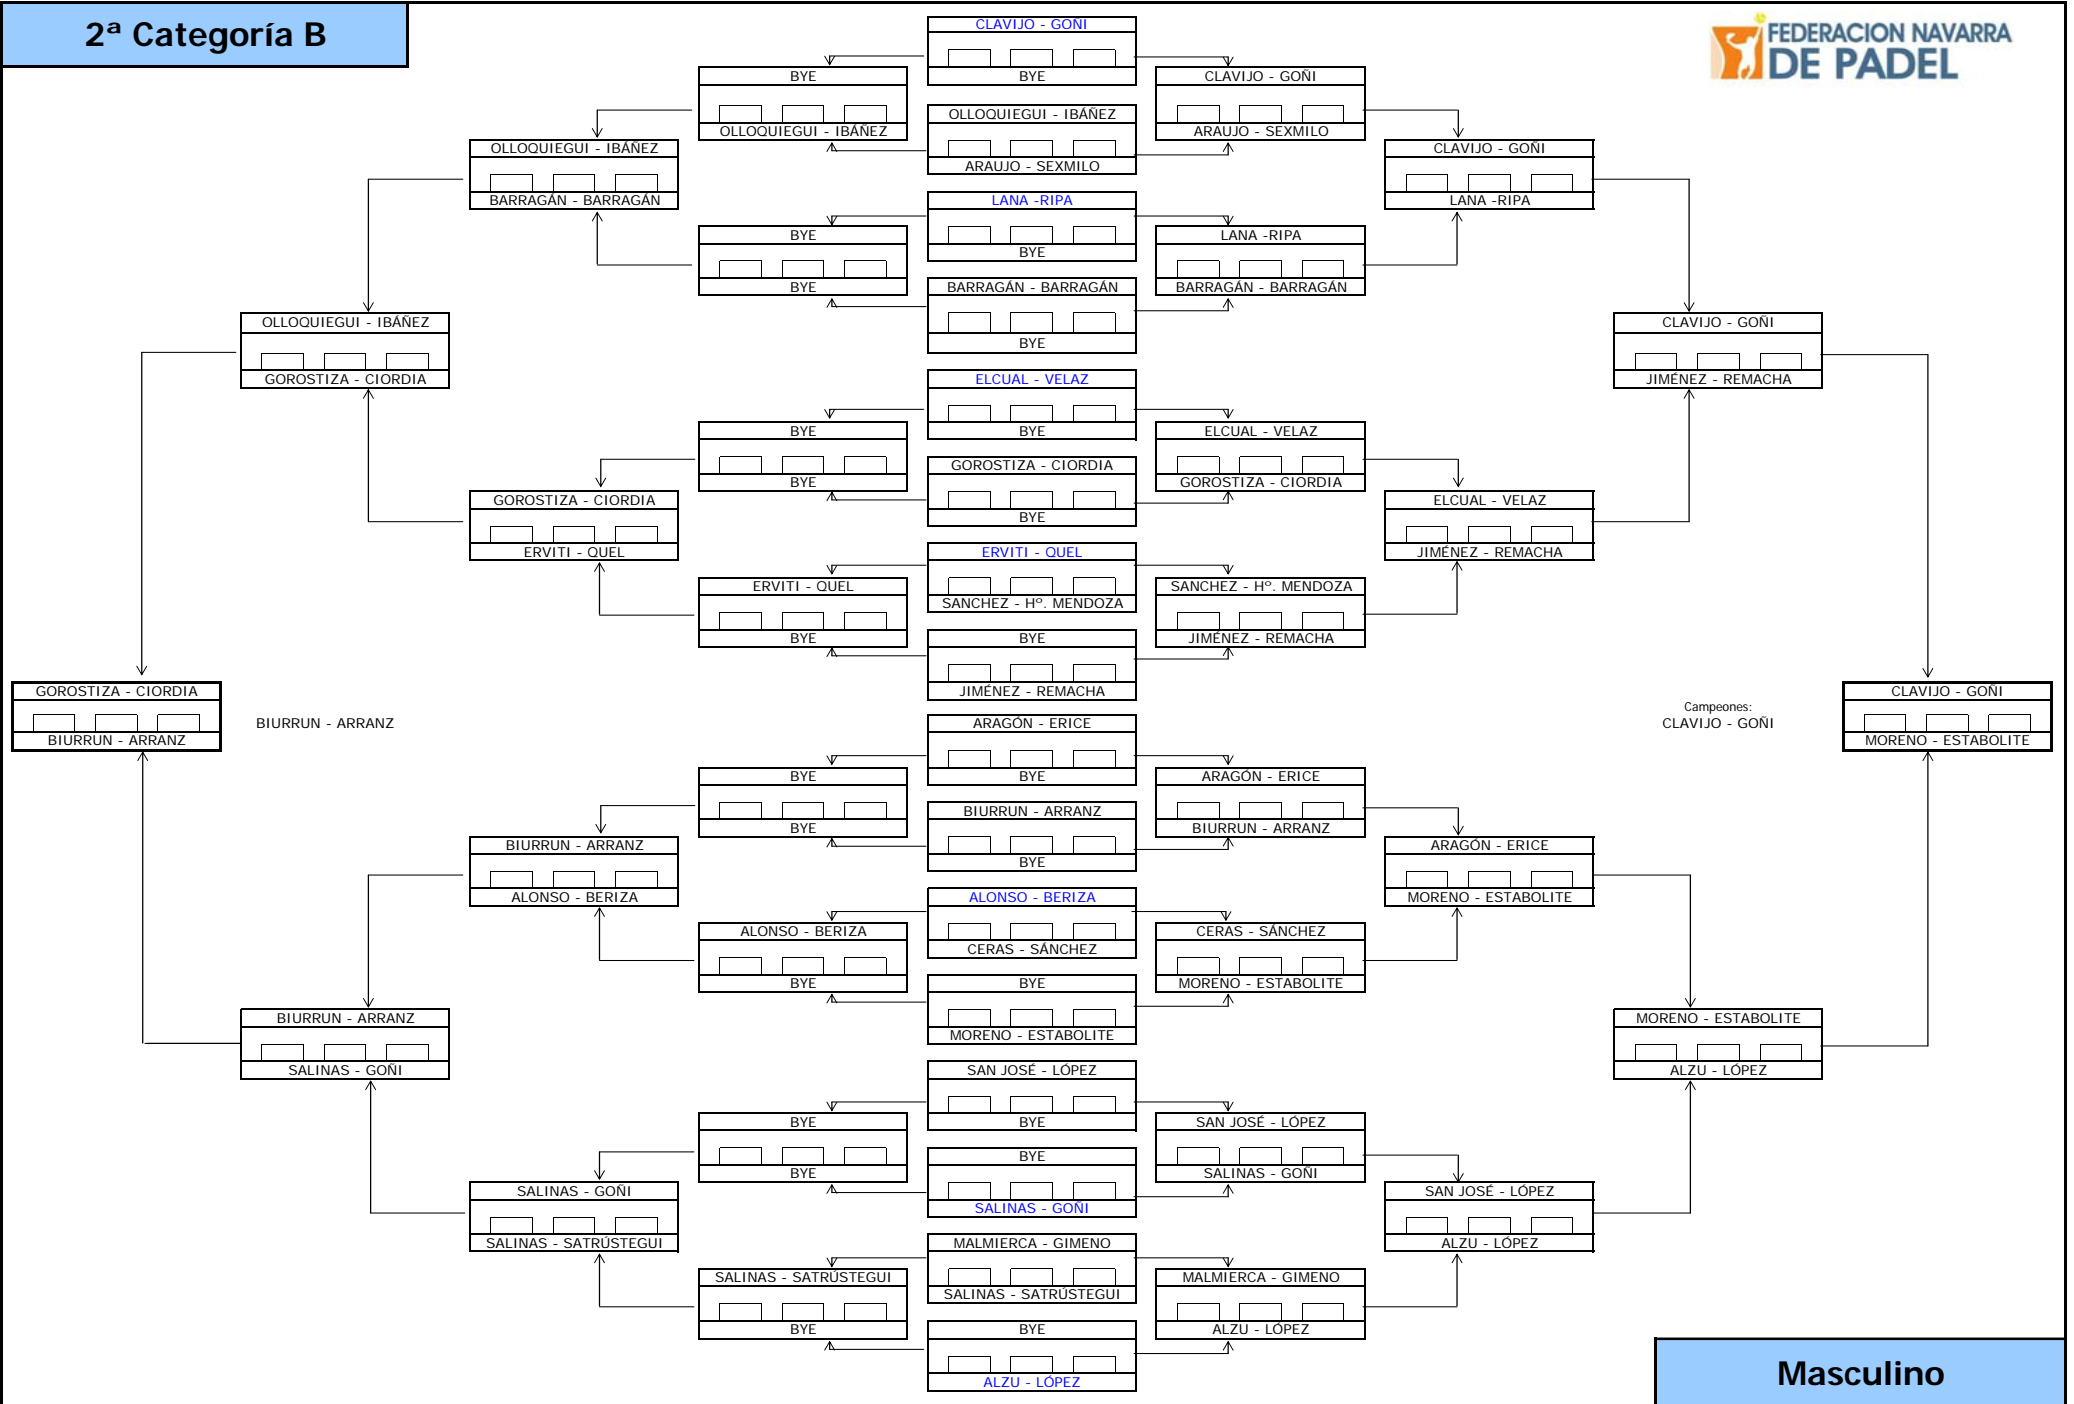 2ª Categoría B
FEDERACION NAVARRA
DE PADEL
CLAVIJO - GOÑI
BYE
OLLOQUIEGUI - IBÁÑEZ
ARAUJO - SEXMILO
LANA -RIPA
BYE
BARRAGÁN - BARRAGÁN
BYE
ELCUAL - VELAZ
BYE
GOROSTIZA - CIORDIA
BYE
ERVITI - QUEL
SANCHEZ - Hº. MENDOZA
BYE
JIMÉNEZ - REMACHA
ARAGÓN - ERICE
BYE
BIURRUN - ARRANZ
BYE
ALONSO - BERIZA
CERAS - SÁNCHEZ
BYE
MORENO - ESTABOLITE
SAN JOSÉ - LÓPEZ
BYE
BYE
SALINAS - GOÑI
MALMIERCA - GIMENO
SALINAS - SATRÚSTEGUI
BYE
ALZU - LÓPEZ
BYE
OLLOQUIEGUI - IBÁÑEZ
BYE
BYE
BYE
BYE
ERVITI - QUEL
BYE
BYE
BYE
ALONSO - BERIZA
BYE
BYE
BYE
SALINAS - SATRÚSTEGUI
BYE
OLLOQUIEGUI - IBÁÑEZ
BARRAGÁN - BARRAGÁN
GOROSTIZA - CIORDIA
ERVITI - QUEL
BIURRUN - ARRANZ
ALONSO - BERIZA
SALINAS - GOÑI
SALINAS - SATRÚSTEGUI
OLLOQUIEGUI - IBÁÑEZ
GOROSTIZA - CIORDIA
BIURRUN - ARRANZ
SALINAS - GOÑI
GOROSTIZA - CIORDIA
BIURRUN - ARRANZ
BIURRUN - ARRANZ
CLAVIJO - GOÑI
ARAUJO - SEXMILO
LANA -RIPA
BARRAGÁN - BARRAGÁN
ELCUAL - VELAZ
GOROSTIZA - CIORDIA
SANCHEZ - Hº. MENDOZA
JIMÉNEZ - REMACHA
ARAGÓN - ERICE
BIURRUN - ARRANZ
CERAS - SÁNCHEZ
MORENO - ESTABOLITE
SAN JOSÉ - LÓPEZ
SALINAS - GOÑI
MALMIERCA - GIMENO
ALZU - LÓPEZ
CLAVIJO - GOÑI
LANA -RIPA
ELCUAL - VELAZ
JIMÉNEZ - REMACHA
ARAGÓN - ERICE
MORENO - ESTABOLITE
SAN JOSÉ - LÓPEZ
ALZU - LÓPEZ
CLAVIJO - GOÑI
JIMÉNEZ - REMACHA
MORENO - ESTABOLITE
ALZU - LÓPEZ
CLAVIJO - GOÑI
MORENO - ESTABOLITE
Campeones:
CLAVIJO - GOÑI
Masculino